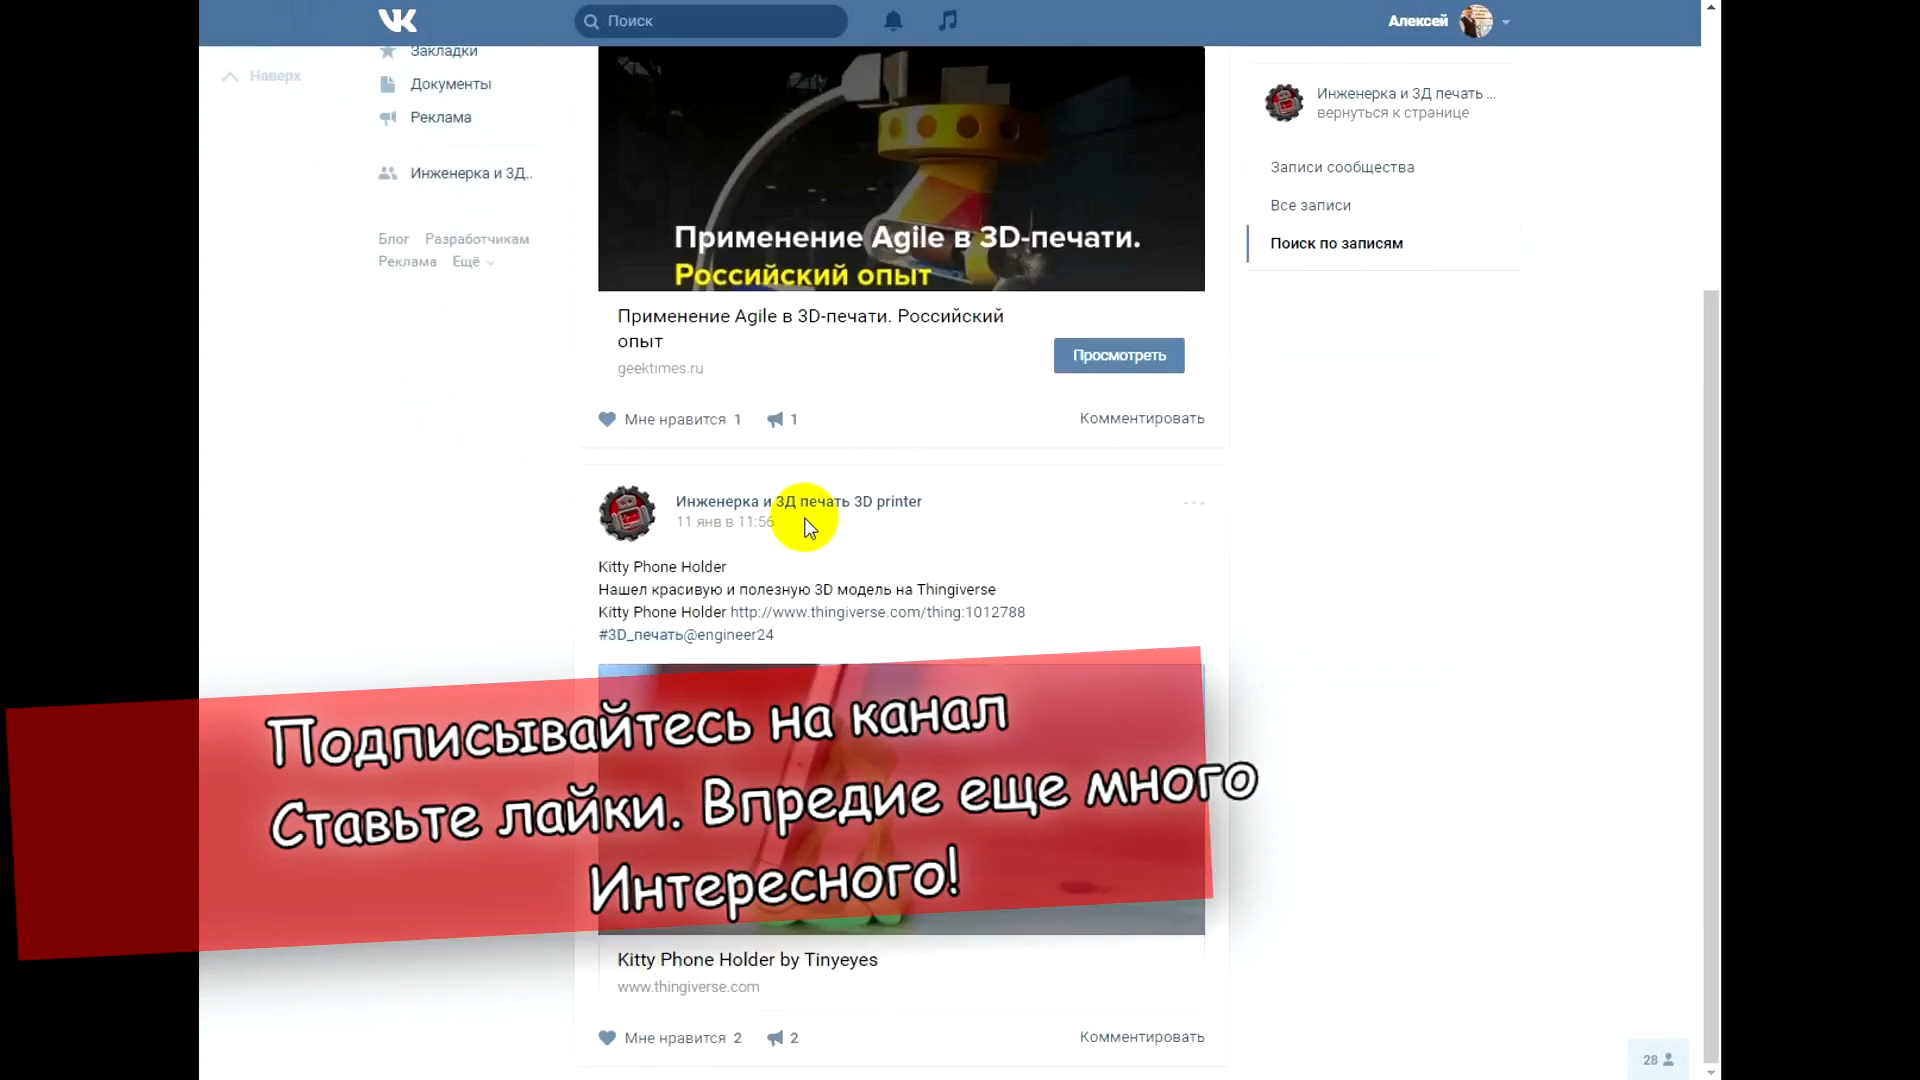 Поиск
Алексей
Наверх
Закладки
Документы
Реклама
Инженерка и 3Д..
Блог Разработчикам
Реклама Ещё
Применение Agile в 3D-печати.
Российский опыт
Применение Agile в 3D-печати. Российский
опыт
geektimes.ru
Просмотреть
Мне нравится 1 1
Комментировать
Инженерка и 3Д печать 3D printer
11 янв в 11:56
Kitty Phone Holder
Нашел красивую и полезную 3D модель на Thingiverse
Kitty Phone Holder http://www.thingiverse.com/thing:1012788
#3D_печать@engineer24
Подписывайтесь на канал
Ставьте лайки. Впредие еще много
Интересного!
Kitty Phone Holder by Tinyeyes
www.thingiverse.com
Мне нравится 2 2
Комментировать
Инженерка и 3Д печать ...
вернуться к странице
Записи сообщества
Все записи
Поиск по записям
28